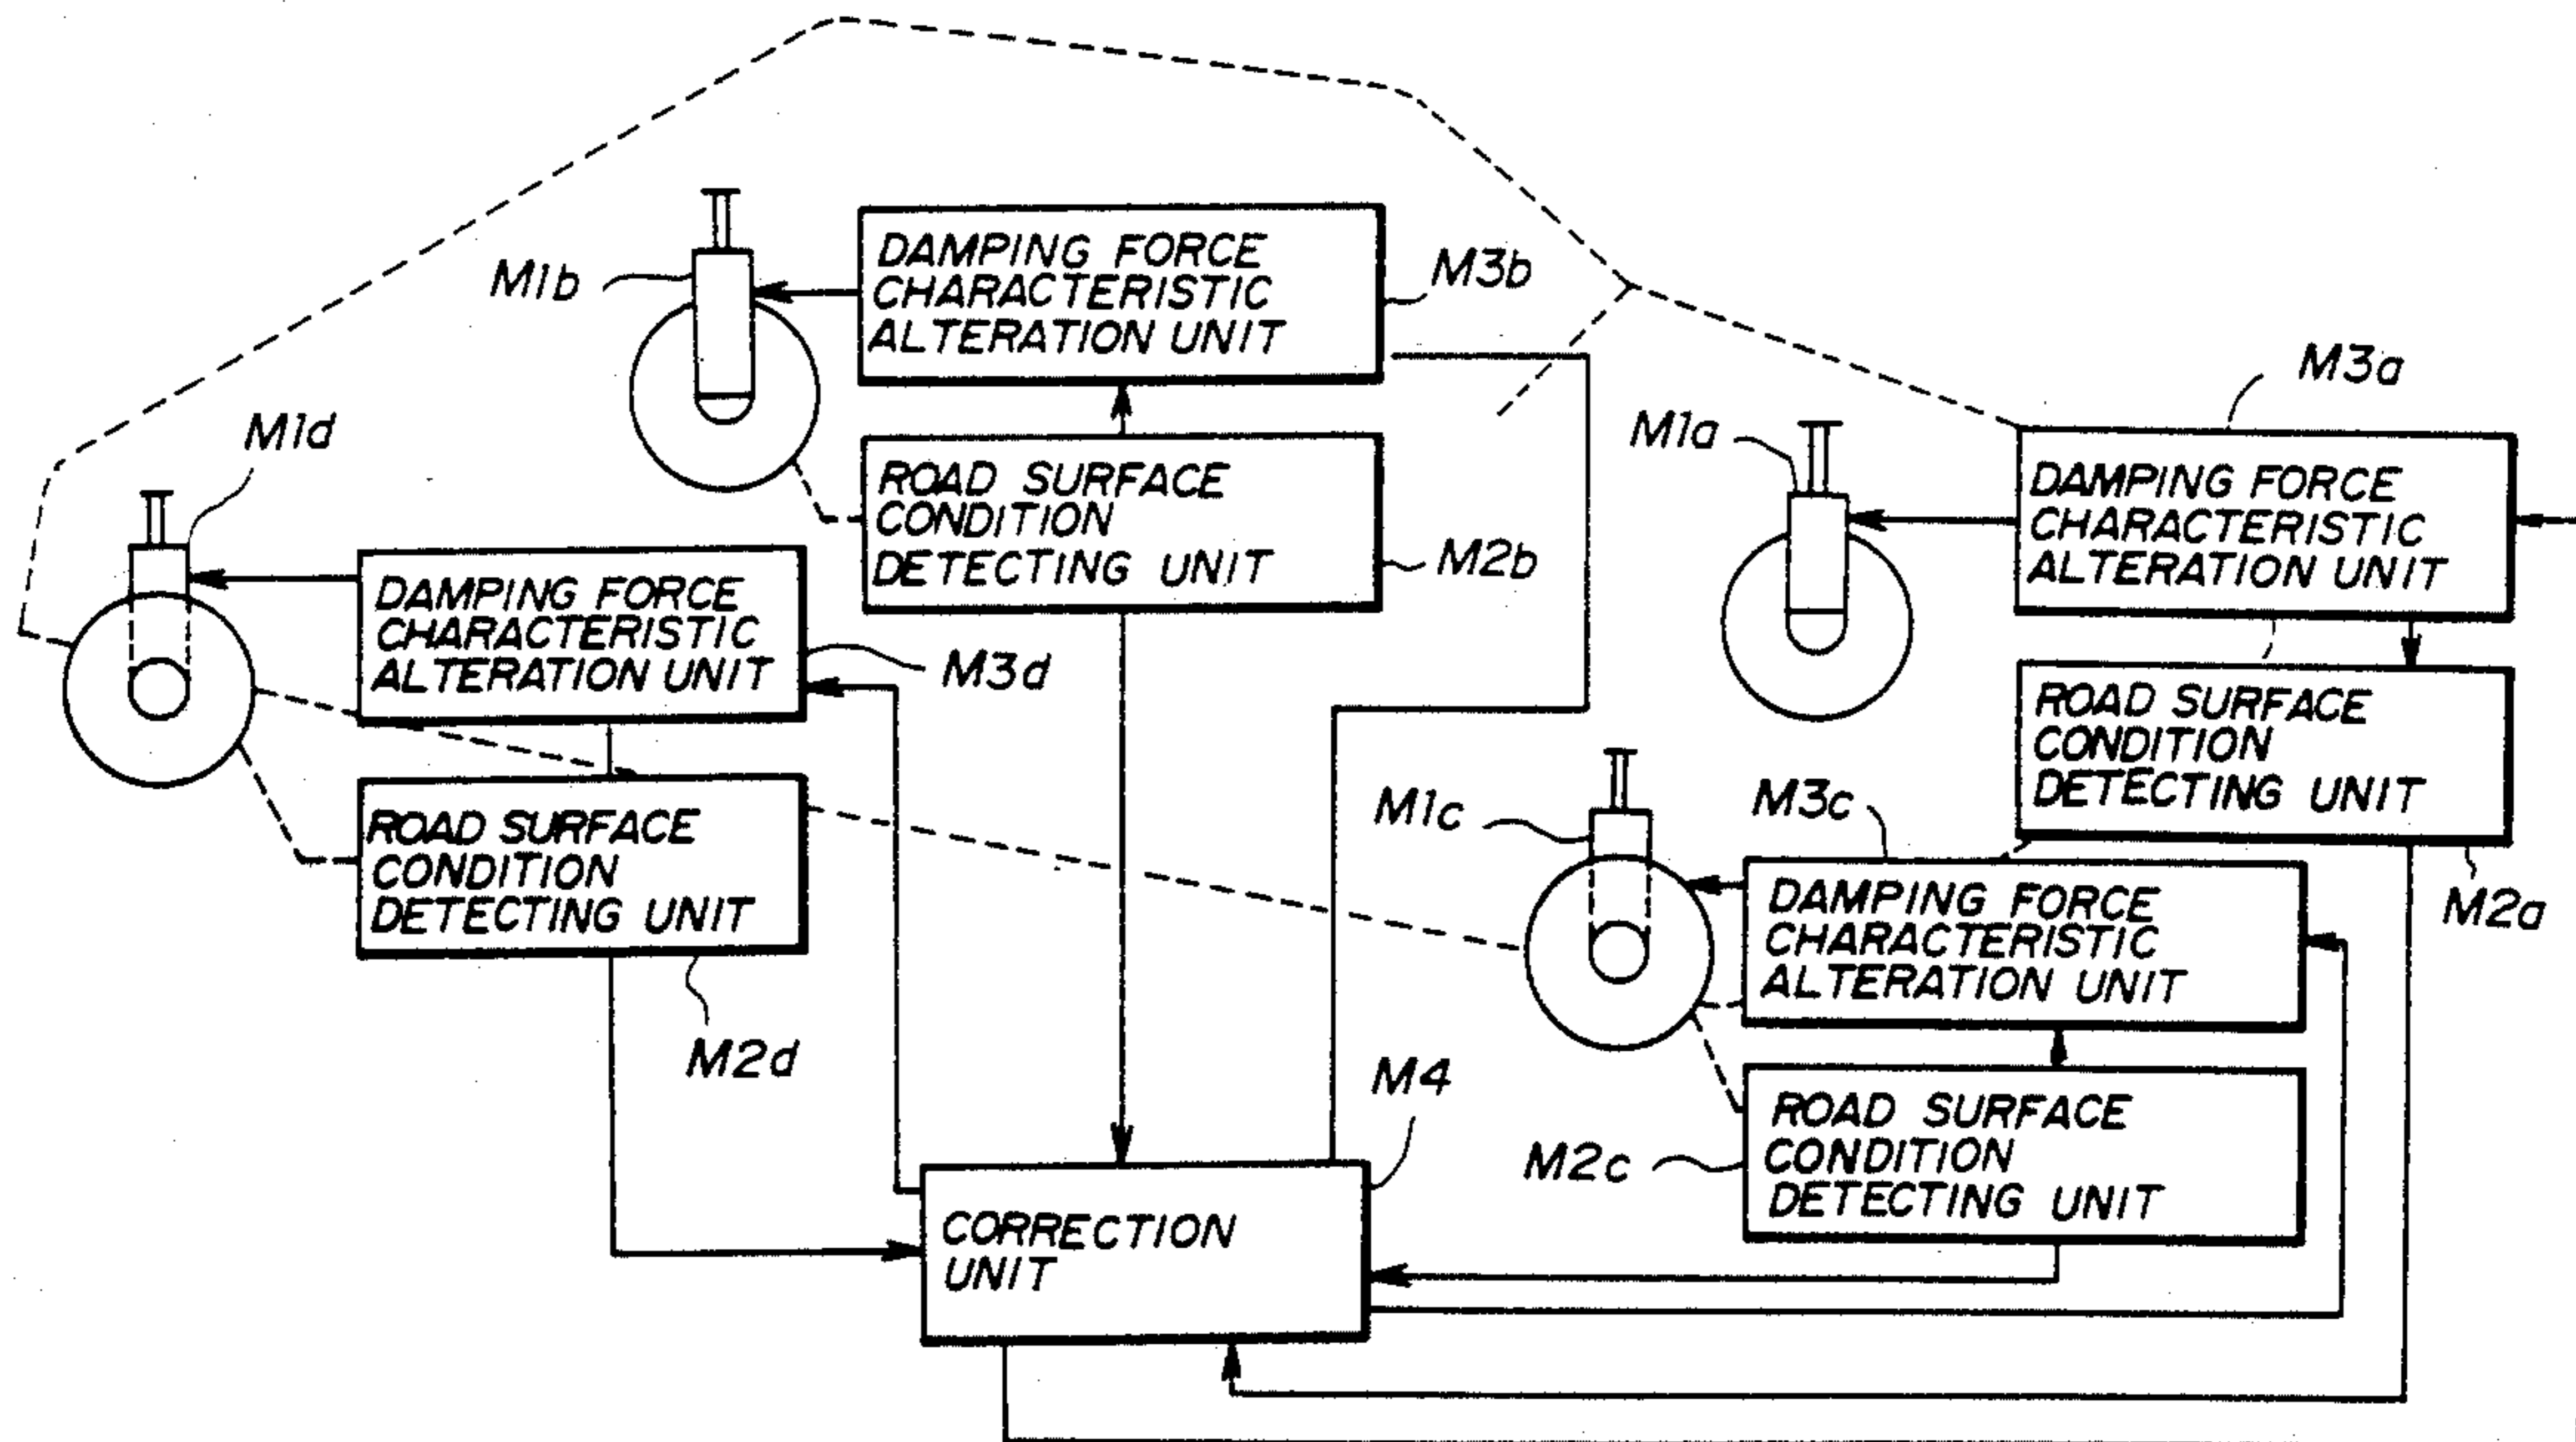 M1b
DAMPING FORCE
CHARACTERISTIC
ALTERATION UNIT
M3b
M3a
M1d
ROAD SURFACE
CONDITION
DETECTING UNIT
M2b
M1a
DAMPING FORCE
CHARACTERISTIC
ALTERATION UNIT
DAMPING FORCE
CHARACTERISTIC
ALTERATION UNIT
M3d
ROAD SURFACE
CONDITION
DETECTING UNIT
M2a
ROAD SURFACE
CONDITION
DETECTING UNIT
M2d
M1c
M3c
DAMPING FORCE
CHARACTERISTIC
ALTERATION UNIT
M4
M2c
ROAD SURFACE
CONDITION
DETECTING UNIT
CORRECTION
UNIT